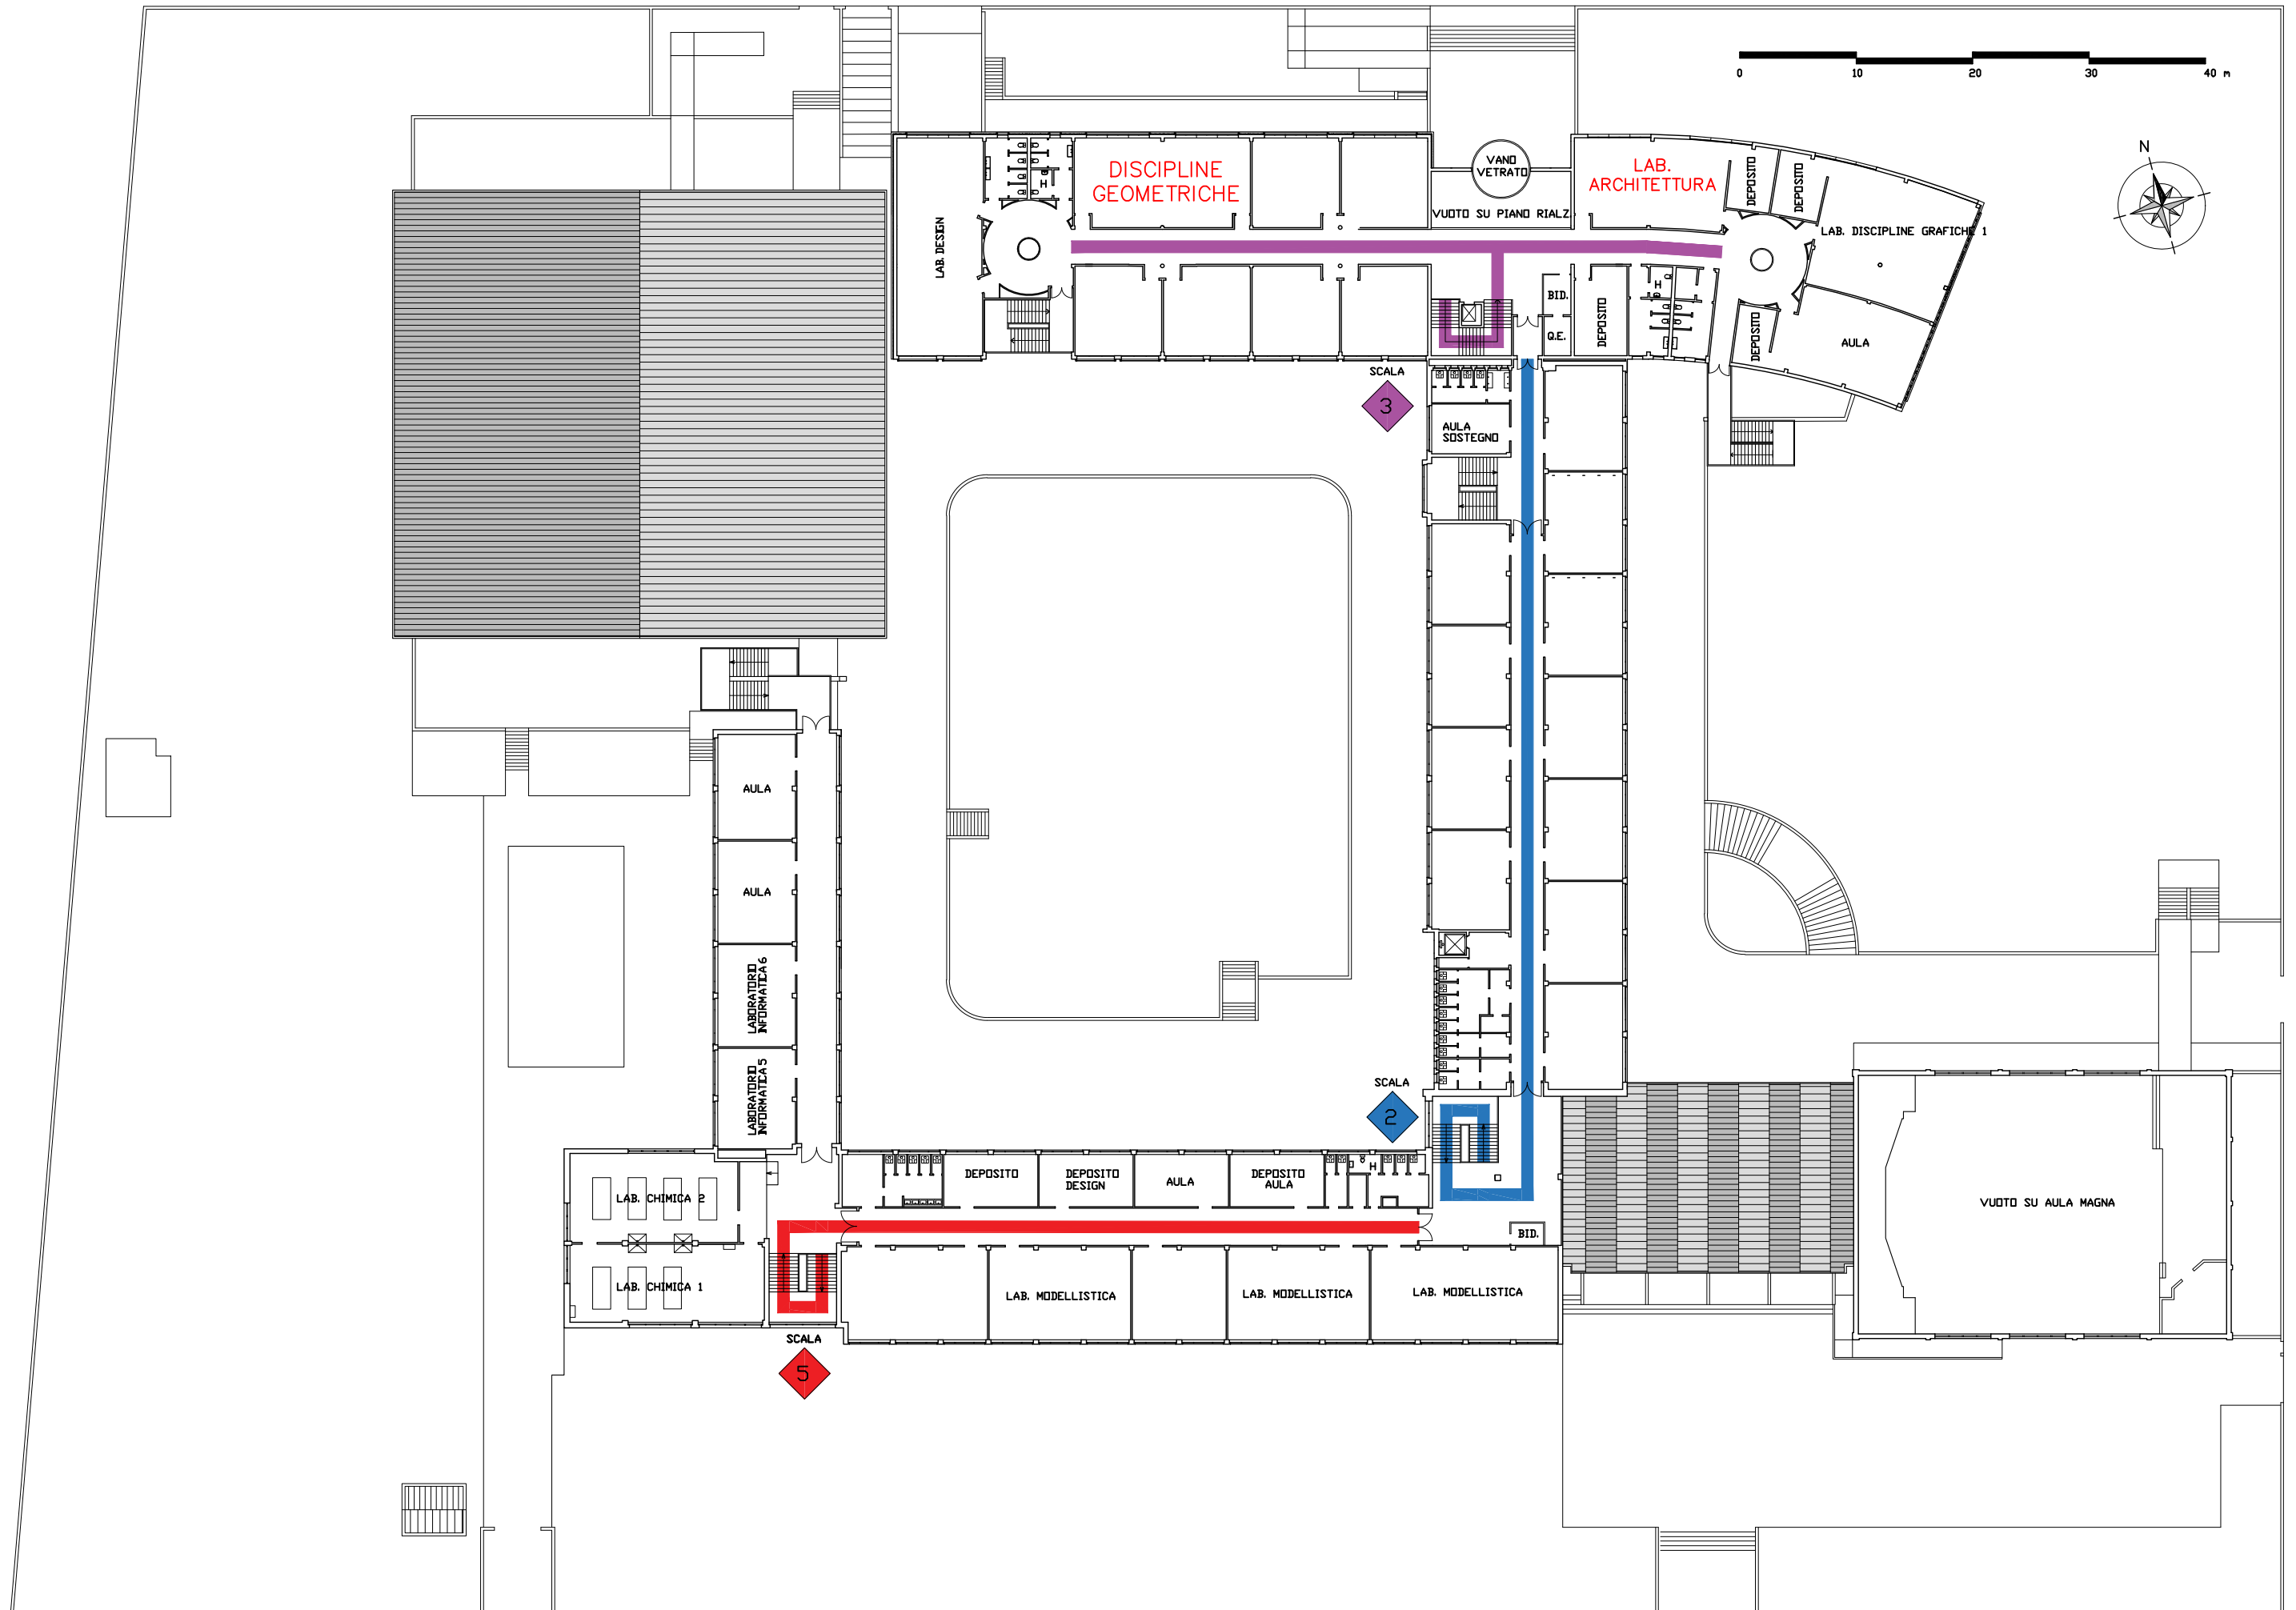 0 10 20 30 40 m
N
DISCIPLINE
GEOMETRICHE
VANO
VETRATO
LAB.
ARCHITETTURA
DEPOSITO
DEPOSITO
H
LAB. DESIGN
VUOTO SU PIANO RIALZ.
LAB. DISCIPLINE GRAFICHE 1
H
BID.
DEPOSITO
Q.E.
DEPOSITO
AULA
SCALA
3
AULA
SOSTEGNO
AULA
AULA
LABORATORIO
INFORMATICA 6
LABORATORIO
INFORMATICA 5
SCALA
2
LAB. CHIMICA 2
DEPOSITO
DEPOSITO
DESIGN
AULA
DEPOSITO
AULA
H
VUOTO SU AULA MAGNA
BID.
LAB. CHIMICA 1
LAB. MODELLISTICA
LAB. MODELLISTICA
LAB. MODELLISTICA
SCALA
5